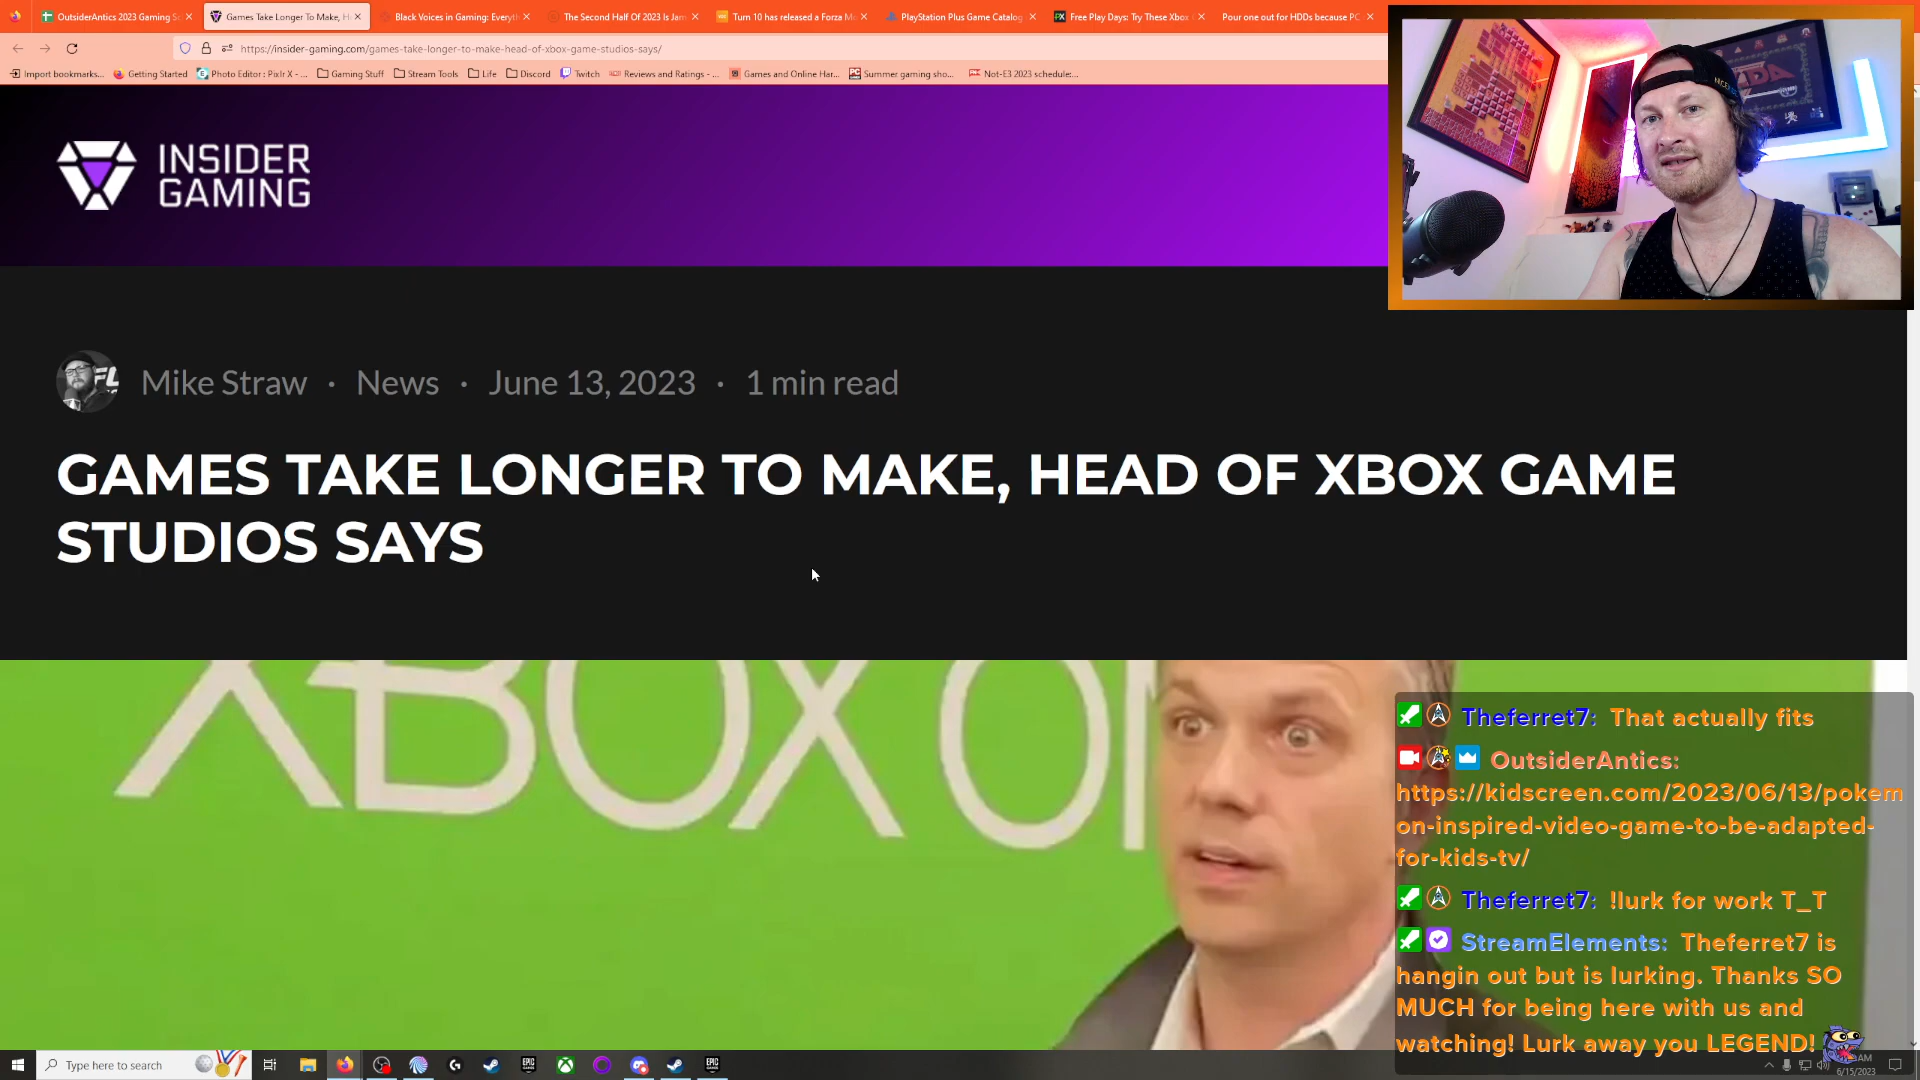 OutsiderAntics 2023 Gaming Sc
Games Take Longer To Make, H
Black Voices in Gaming: Everyth
The Second Half Of 2023 Is Jam
Turn 10 has released a Forza Mo
PlayStation Plus Game Catalog
Free Play Days: Try These Xbox
Pour one out for HDDs because PC
https://insider-gaming.com/games-take-longer-to-make-head-of-xbox-game-studios-says/
Import bookmarks...
Getting Started
Photo Editor : Pixlr X - ...
Gaming Stuff
Stream Tools
Life
Discord
Twitch
Reviews and Ratings - ...
Games and Online Har...
Summer gaming sho...
Not-E3 2023 schedule:...
INSIDER
GAMING
Mike Straw · News · June 13, 2023 · 1 min read
GAMES TAKE LONGER TO MAKE, HEAD OF XBOX GAME
STUDIOS SAYS
XBOX ON
Theferret7: That actually fits
OutsiderAntics:
https://kidscreen.com/2023/06/13/pokem
on-inspired-video-game-to-be-adapted-
for-kids-tv/
Theferret7: !lurk for work T_T
StreamElements: Theferret7 is
hangin out but is lurking. Thanks SO
MUCH for being here with us and
watching! Lurk away you LEGEND!
Type here to search
AM
6/15/2023